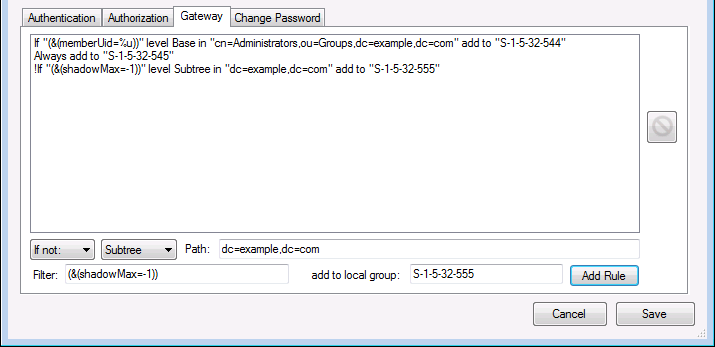 Authentication Authorization Gateway Change Password
If "(&(memberUid=%u))" level Base in "cn=Administrators,ou=Groups,dc=example,dc=com" add to "S-1-5-32-544"
Always add to "S-1-5-32-545"
!If "(&(shadowMax=-1))" level Subtree in "dc=example,dc=com" add to "S-1-5-32-555"
If not: Subtree Path: dc=example,dc=com
Filter: (&(shadowMax=-1)) add to local group: S-1-5-32-555 Add Rule
Cancel Save